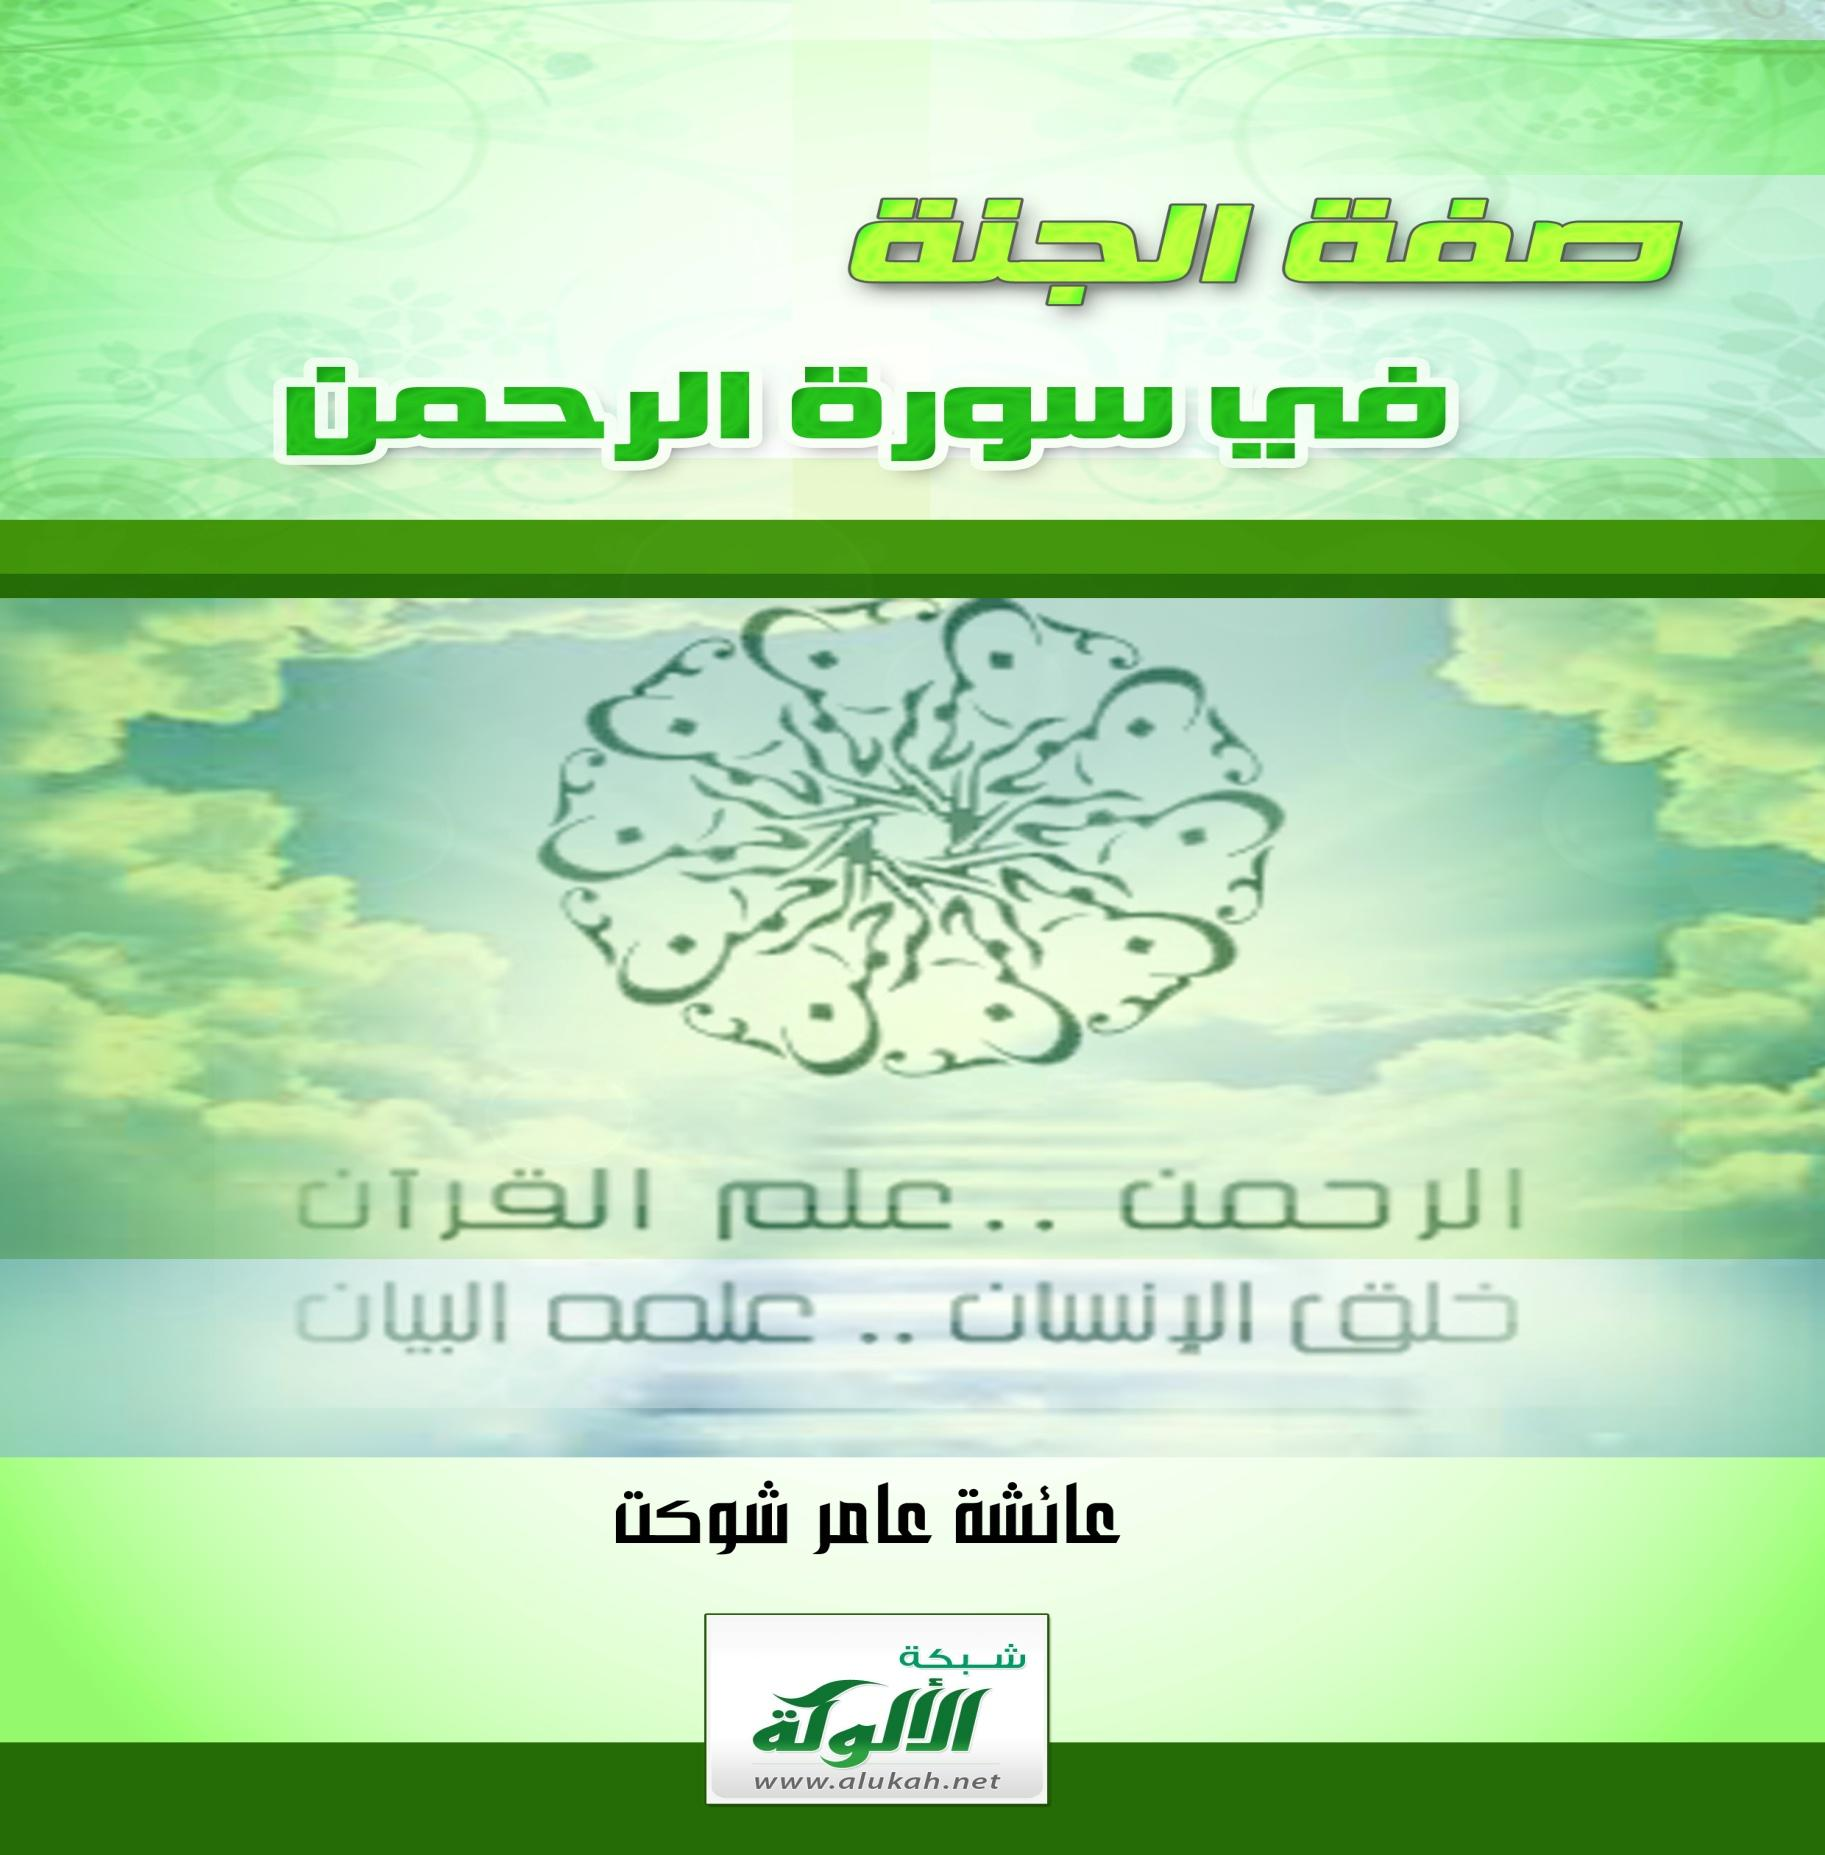 صفة الجنة
في سورة الرحمن
الرحمن ..علم القرآن
خلق الإنسان .. علمه البيان
عائشة عامر شوكت
شبكة
الألوكة
www.alukah.net